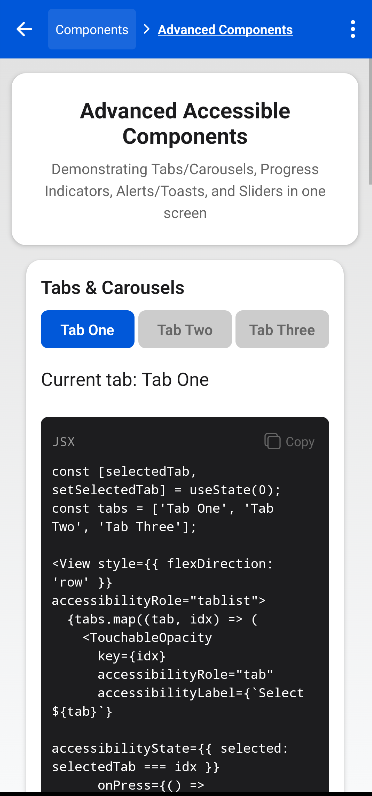 Components > Advanced Components
Advanced Accessible
Components
Demonstrating Tabs/Carousels, Progress
Indicators, Alerts/Toasts, and Sliders in one
screen
Tabs & Carousels
Tab One Tab Two Tab Three
Current tab: Tab One
JSX Copy
const [selectedTab,
setSelectedTab] = useState(0);
const tabs = ['Tab One', 'Tab
Two', 'Tab Three'];
<View style={{ flexDirection:
'row' }}
accessibilityRole="tablist">
{tabs.map((tab, idx) => (
<TouchableOpacity
key={idx}
accessibilityRole="tab"
accessibilityLabel={`Select
${tab}`}
accessibilityState={{ selected:
selectedTab === idx }}
onPress={() =>